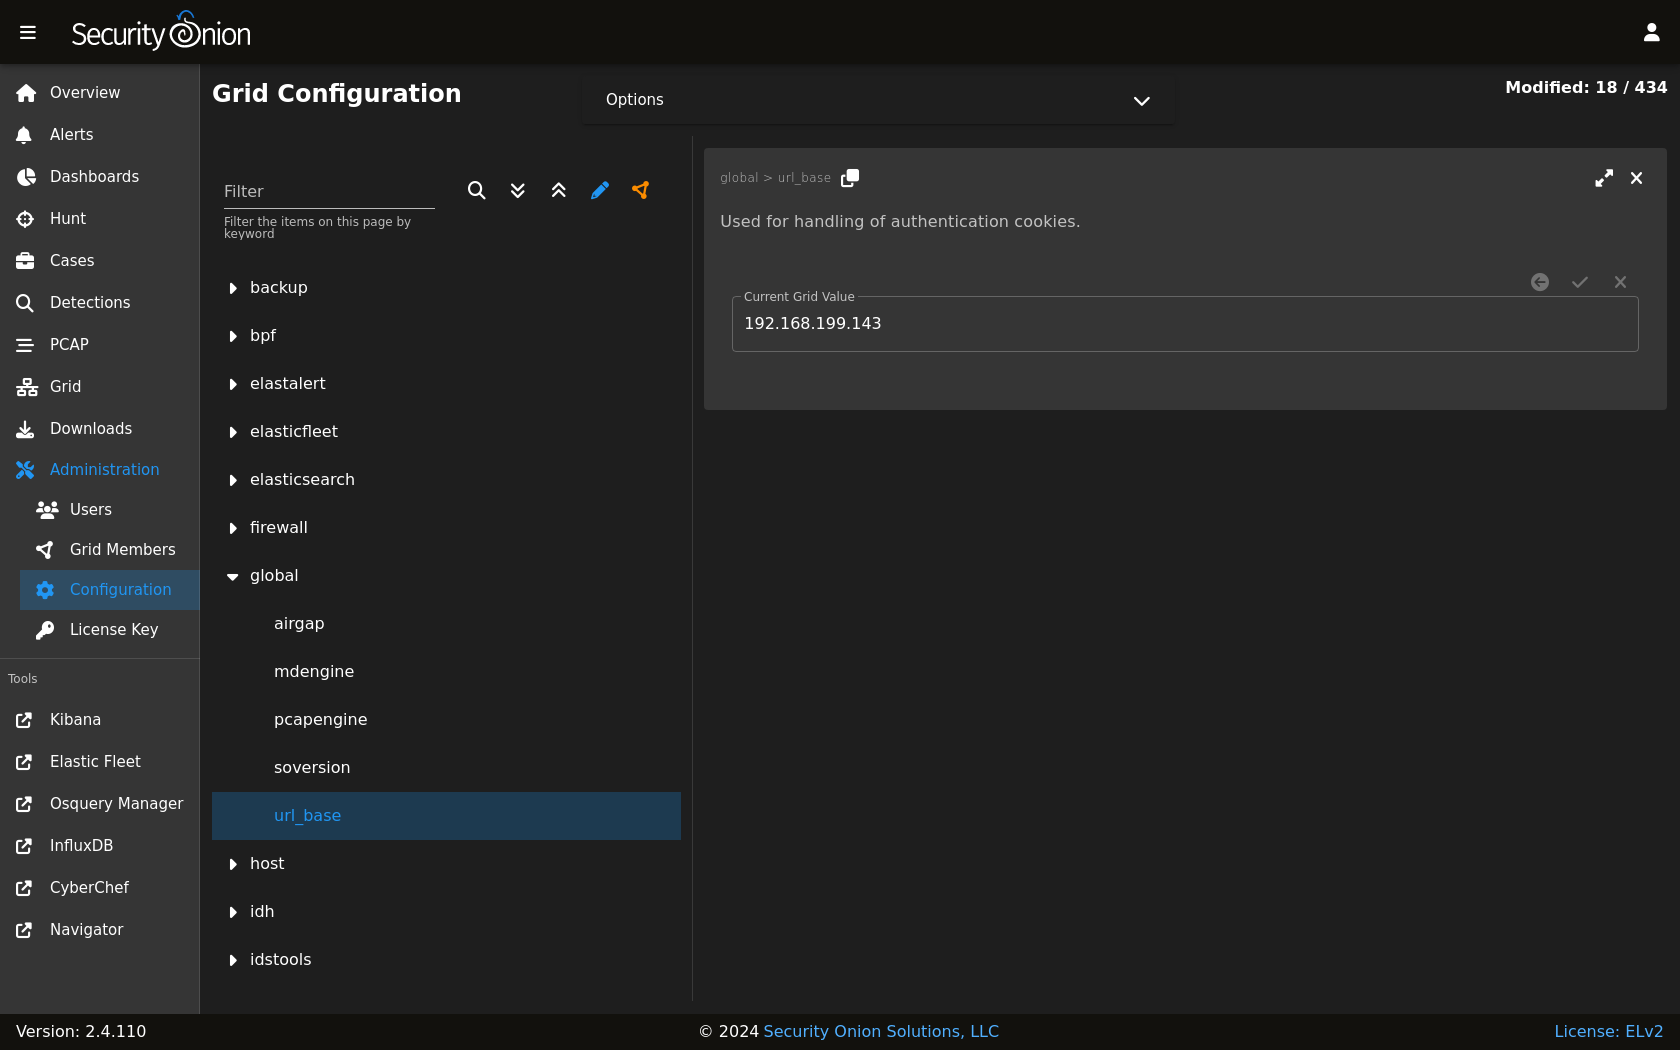 Security Onion
Overview
Alerts
Dashboards
Hunt
Cases
Detections
PCAP
Grid
Downloads
Administration
Users
Grid Members
Configuration
License Key
Tools
Kibana
Elastic Fleet
Osquery Manager
InfluxDB
CyberChef
Navigator
Grid Configuration
Options
Modified: 18 / 434
Filter
Filter the items on this page by
keyword
backup
bpf
elastalert
elasticfleet
elasticsearch
firewall
global
airgap
mdengine
pcapengine
soversion
url_base
host
idh
idstools
global > url_base
Used for handling of authentication cookies.
Current Grid Value
192.168.199.143
Version: 2.4.110
© 2024 Security Onion Solutions, LLC
License: ELv2